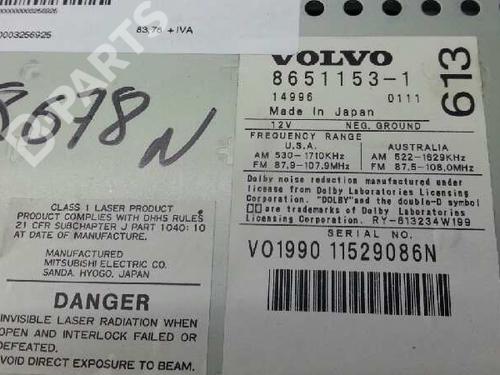 0000000003256925
0003256925
83,76 + IVA
BPARTS
8678 N
VOLVO
8651153-1
14996 0111
Made In Japan
613
12V NEG. GROUND
FREQUENCY RANGE
U.S.A. AUSTRALIA
AM 530-1710KHz AM 522-1629KHz
FM 87.9-107.9MHz FM 87.5-108.0MHz
Dolby noise reduction manufactured under
license from Dolby Laboratories Licensing
Corporation. "DOLBY" and the double-D symbol
are trademarks of Dolby Laboratories
Licensing Corporation. RY-613234W199
SERIAL NO.
VO1990 11529086N
CLASS 1 LASER PRODUCT
PRODUCT COMPLIES WITH DHHS RULES
21 CFR SUBCHAPTER J PART 1040:10
AT DATE OF MANUFACTURE.
MANUFACTURED
MITSUBISHI ELECTRIC CO.
SANDA, HYOGO, JAPAN
DANGER
INVISIBLE LASER RADIATION WHEN
OPEN AND INTERLOCK FAILED OR
DEFEATED.
AVOID DIRECT EXPOSURE TO BEAM.